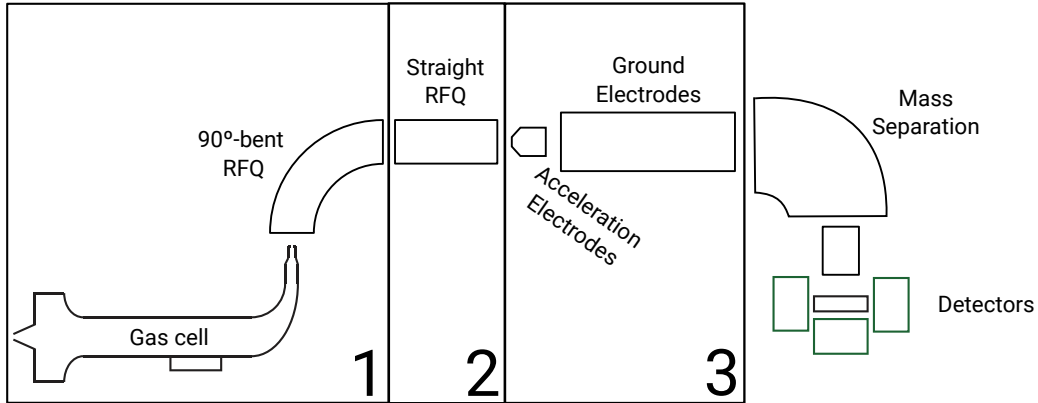 Straight
RFQ
Ground
Electrodes
Mass
Separation
90º-bent
RFQ
Acceleration
Electrodes
Gas cell
Detectors
1
2
3